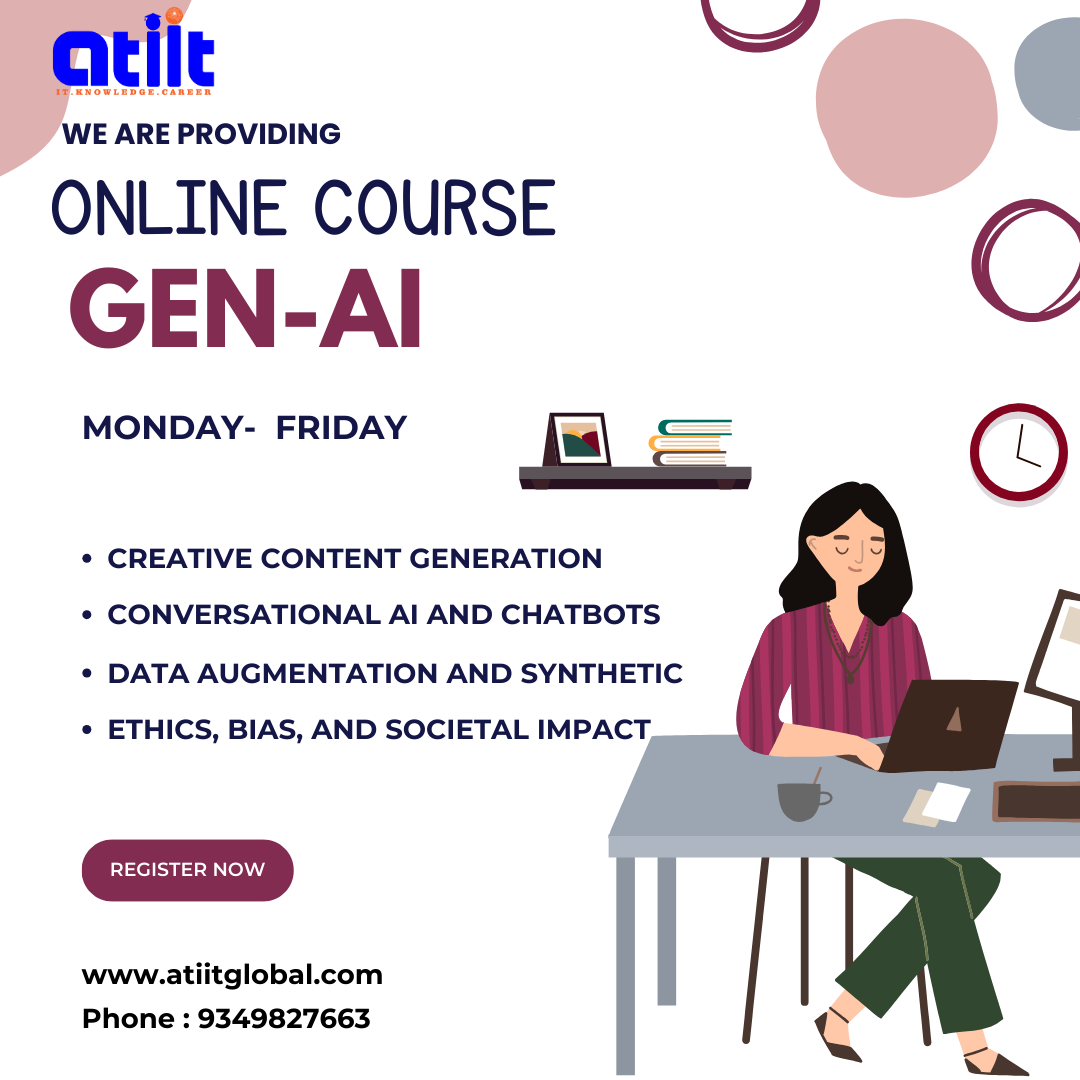 atiit
IT.KNOWLEDGE.CAREER
WE ARE PROVIDING
ONLINE COURSE
GEN-AI
MONDAY- FRIDAY
• CREATIVE CONTENT GENERATION
• CONVERSATIONAL AI AND CHATBOTS
• DATA AUGMENTATION AND SYNTHETIC
• ETHICS, BIAS, AND SOCIETAL IMPACT
REGISTER NOW
www.atiitglobal.com
Phone : 9349827663